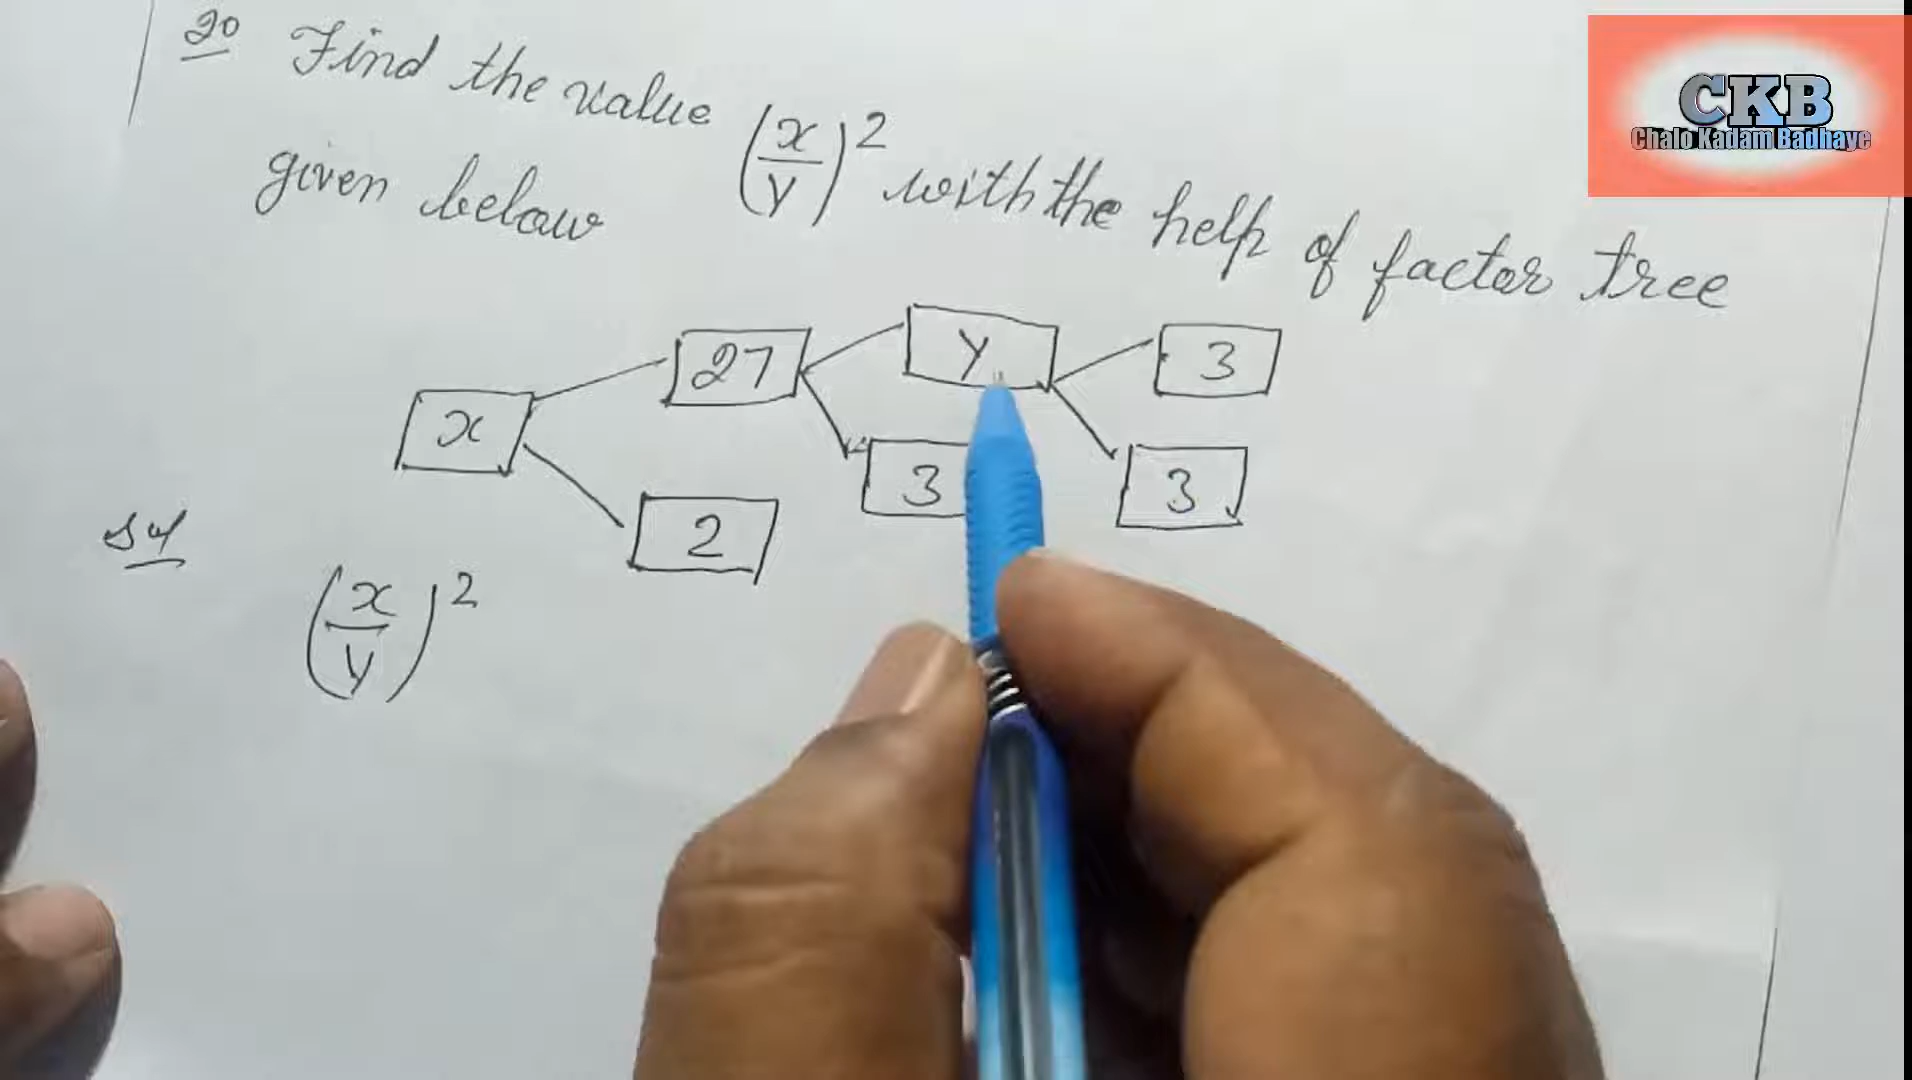 20 Find the value (x/y)² with the help of factor tree
given below
27 y 3
x 3 3
2
Sol
(x/y)²
CKB
Chalo Kadam Badhaye